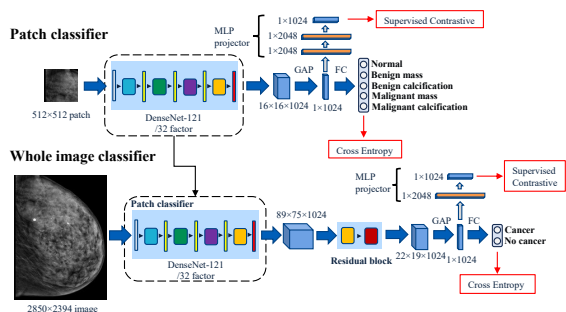 Patch classifier
MLP
projector
1×1024
1×2048
1×2048
Supervised Contrastive
512×512 patch
DenseNet-121
/32 factor
16×16×1024
GAP
FC
1×1024
Normal
Benign mass
Benign calcification
Malignant mass
Malignant calcification
Cross Entropy
Whole image classifier
2850×2394 image
Patch classifier
DenseNet-121
/32 factor
89×75×1024
Residual block
22×19×1024
GAP
FC
1×1024
MLP
projector
1×1024
1×2048
Supervised
Contrastive
Cancer
No cancer
Cross Entropy